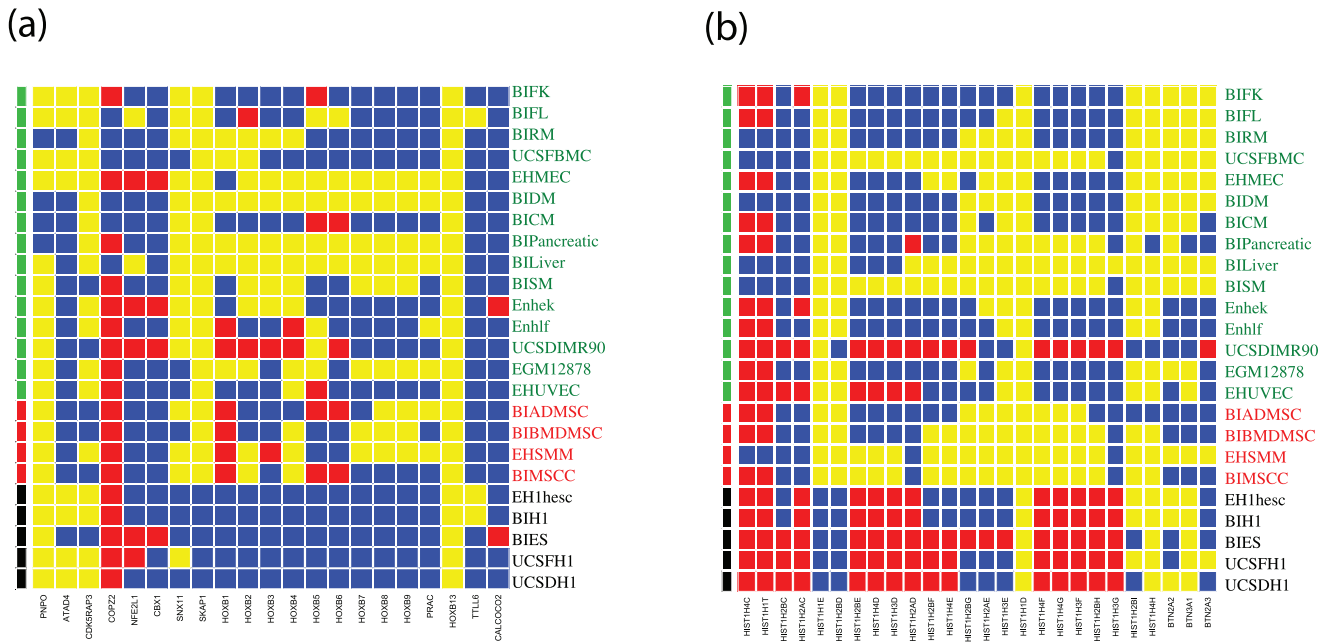 (a)
(b)
BIFK
BIFL
BIRM
UCSFBMC
EHMEC
BIDM
BICM
BIPancreatic
BILiver
BISM
Enhek
Enhlf
UCSDIMR90
EGM12878
EHUVEC
BIADMSC
BIBMDMSC
EHSMM
BIMSCC
EH1hesc
BIH1
BIES
UCSFH1
UCSDH1
PNPO
ATAD4
CDK5RAP3
COPZ2
NFE2L1
CBX1
SNX11
SKAP1
HOXB1
HOXB2
HOXB3
HOXB4
HOXB5
HOXB6
HOXB7
HOXB8
HOXB9
PRAC
HOXB13
TTLL6
CALCOCO2
BIFK
BIFL
BIRM
UCSFBMC
EHMEC
BIDM
BICM
BIPancreatic
BILiver
BISM
Enhek
Enhlf
UCSDIMR90
EGM12878
EHUVEC
BIADMSC
BIBMDMSC
EHSMM
BIMSCC
EH1hesc
BIH1
BIES
UCSFH1
UCSDH1
HIST1H4C
HIST1H1T
HIST1H2BC
HIST1H2AC
HIST1H1E
HIST1H2BD
HIST1H2BE
HIST1H4D
HIST1H3D
HIST1H2AD
HIST1H2BF
HIST1H4E
HIST1H2BG
HIST1H2AE
HIST1H3E
HIST1H1D
HIST1H4F
HIST1H4G
HIST1H3F
HIST1H2BH
HIST1H3G
HIST1H2BI
HIST1H4H
BTN2A2
BTN3A1
BTN2A3